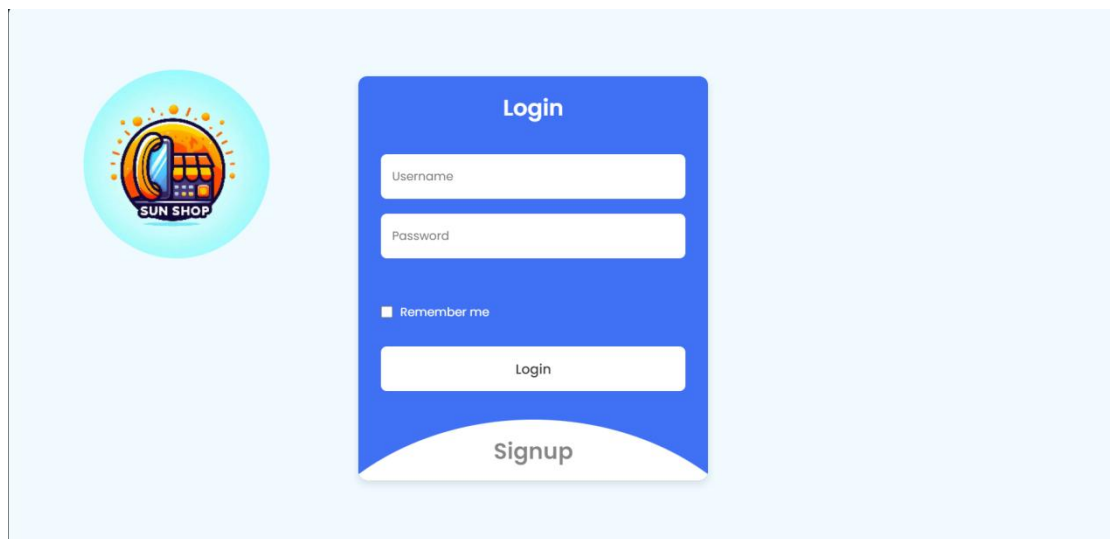 SUN SHOP
Login
Username
Password
Remember me
Login
Signup